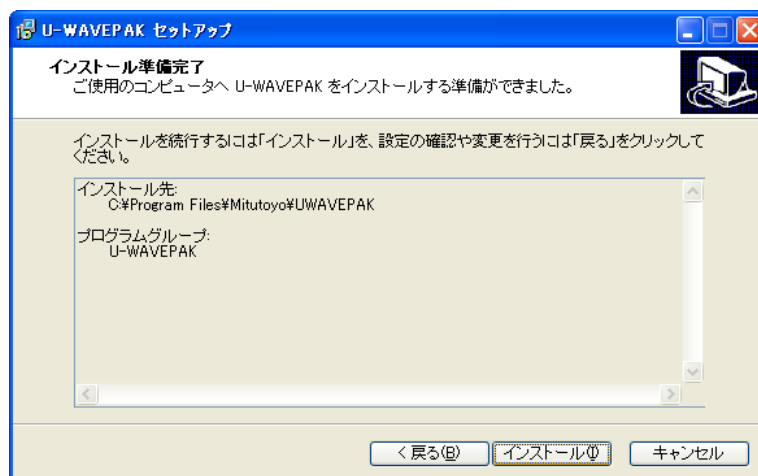 U-WAVEPAK セットアップ
インストール準備完了
ご使用のコンピュータへ U-WAVEPAK をインストールする準備ができました。
インストールを続行するには「インストール」を、設定の確認や変更を行うには「戻る」をクリックして
ください。
インストール先:
C:¥Program Files¥Mitutoyo¥UWAVEPAK
プログラムグループ:
U-WAVEPAK
< 戻る(B)
インストール(I)
キャンセル